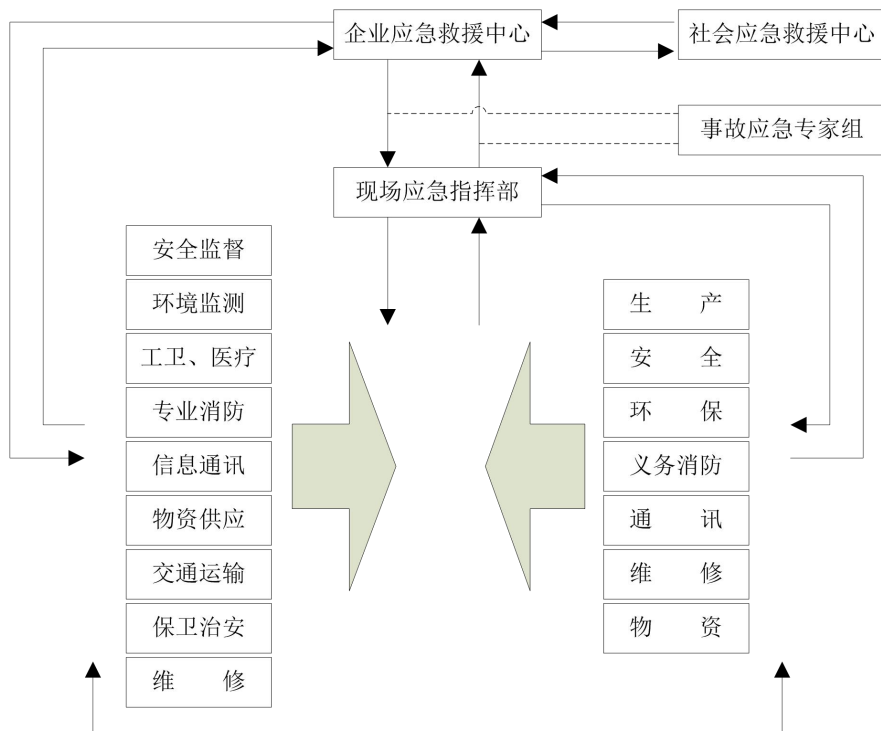 企业应急救援中心
社会应急救援中心
事故应急专家组
现场应急指挥部
安全监督
环境监测
工卫、医疗
专业消防
信息通讯
物资供应
交通运输
保卫治安
维 修
生 产
安 全
环 保
义务消防
通 讯
维 修
物 资